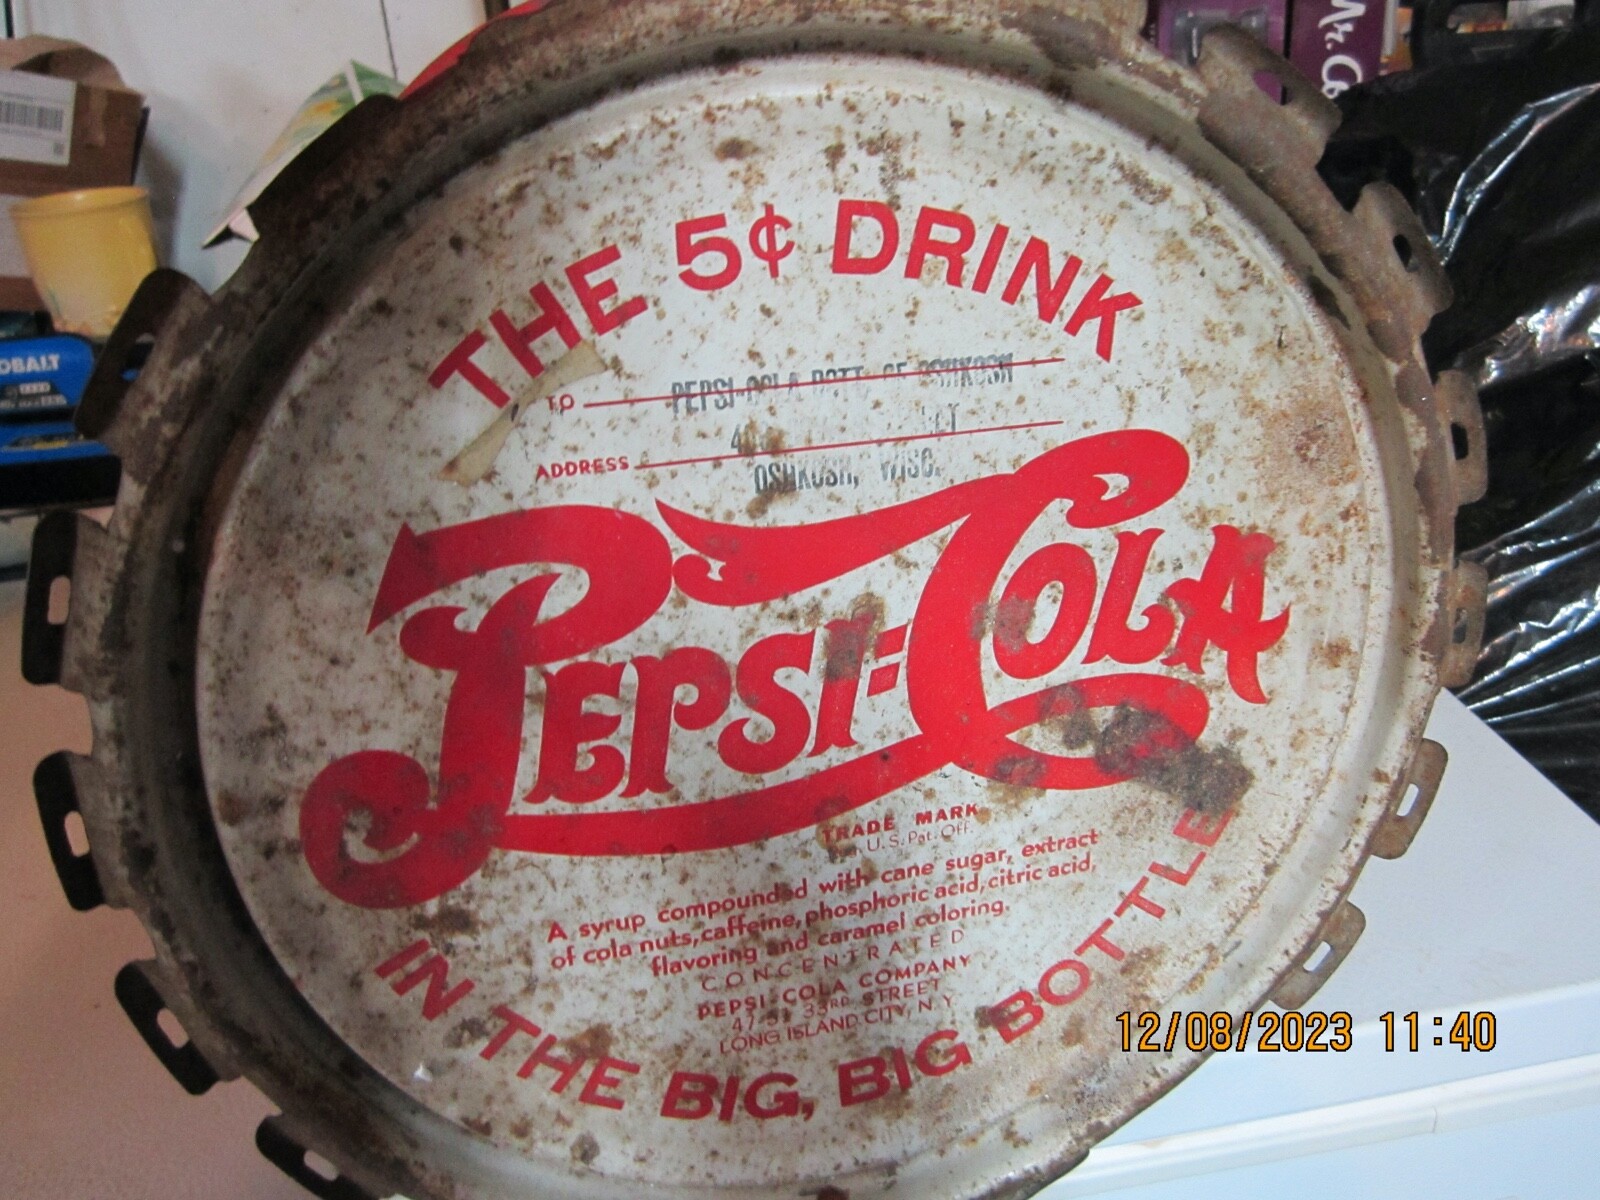 Mr. Co
OBALT
THE 5¢ DRINK
TO PEPSI-COLA BOTT. OF OSHKOSH
ADDRESS
OSHKOSH, WISC.
PEPSI=COLA
TRADE MARK
U.S. Pat. Off.
A syrup compounded with cane sugar, extract
of cola nuts, caffeine, phosphoric acid, citric acid,
flavoring and caramel coloring.
CONCENTRATED
PEPSI-COLA COMPANY
47-51 33RD STREET
LONG ISLAND CITY, N.Y.
IN THE BIG, BIG BOTTLE
12/08/2023 11:40